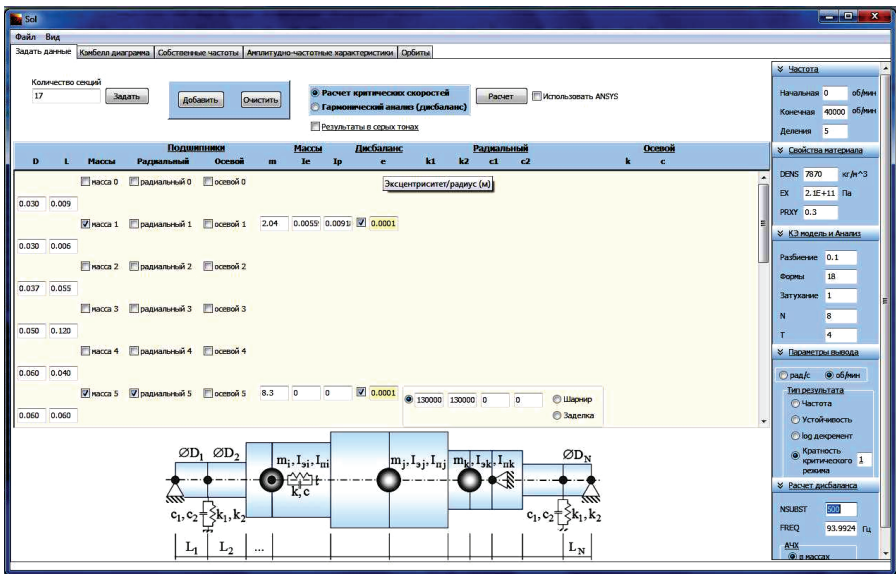 Sol
Файл Вид
Задать данные Кэмбелл диаграмма Собственные частоты Амплитудно-частотные характеристики Орбиты
Количество секций
17 Задать Добавить Очистить
Расчет критических скоростей
Гармонический анализ (дисбаланс)
Расчет Использовать ANSYS
Результаты в серых тонах
Подшипники Массы Дисбаланс Радиальный Осевой
D L Массы Радиальный Осевой m Ie Ip e k1 k2 c1 c2 k c
масса 0 радиальный 0 осевой 0 Эксцентриситет/радиус (м)
0.030 0.009
масса 1 радиальный 1 осевой 1 2.04 0.0055 0.0091 0.0001
0.030 0.006
масса 2 радиальный 2 осевой 2
0.037 0.055
масса 3 радиальный 3 осевой 3
0.050 0.120
масса 4 радиальный 4 осевой 4
0.060 0.040
масса 5 радиальный 5 осевой 5 8.3 0 0 0.0001 130000 130000 0 0 Шарнир
Заделка
0.060 0.060
ØD1 ØD2 mi, Iэi, Iпi mj, Iэj, Iпj mk, Iэk, Iпk ØDN
k, c
c1, c2 k1, k2 c1, c2 k1, k2
L1 L2 ... LN
Частота
Начальная 0 об/мин
Конечная 40000 об/мин
Деления 5
Свойства материала
DENS 7870 кг/м^3
EX 2.1E+11 Па
PRXY 0.3
КЭ модель и Анализ
Разбиение 0.1
Формы 18
Затухание 1
N 8
T 4
Параметры вывода
рад/с об/мин
Тип результата
Частота
Устойчивость
log декремент
Кратность критического режима 1
Расчет дисбаланса
NSUBST 500
FREQ 93.9924 Гц
АЧХ
в массах